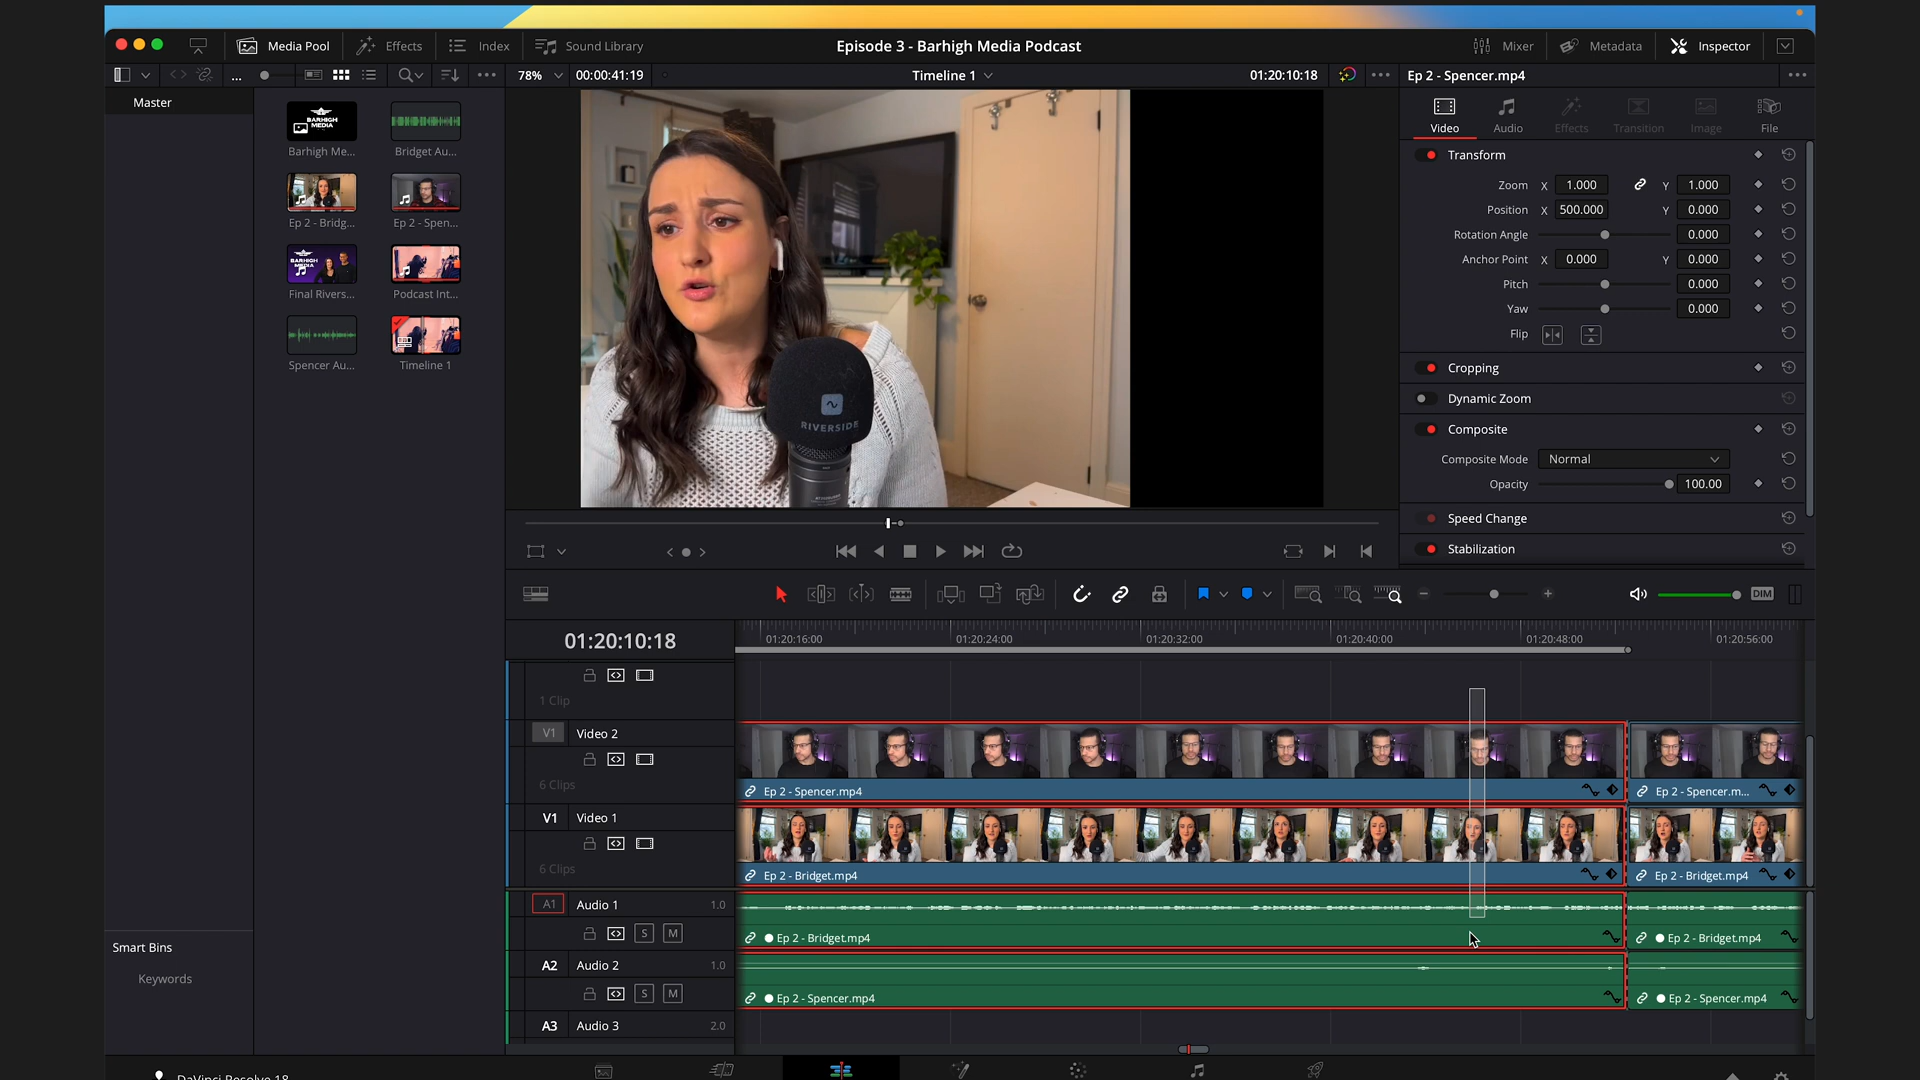 Media Pool
Effects
Index
Sound Library
Episode 3 - Barhigh Media Podcast
Mixer
Metadata
Inspector
...
78%
00:00:41:19
Timeline 1
01:20:10:18
Ep 2 - Spencer.mp4
Master
BARHIGH
MEDIA
Barhigh Me...
Bridget Au...
Ep 2 - Bridg...
Ep 2 - Spen...
BARHIGH
MEDIA
Final Rivers...
Podcast Int...
Spencer Au...
Timeline 1
Smart Bins
Keywords
RIVERSIDE
Video
Audio
Effects
Transition
Image
File
Transform
Zoom X 1.000 Y 1.000
Position X 500.000 Y 0.000
Rotation Angle 0.000
Anchor Point X 0.000 Y 0.000
Pitch 0.000
Yaw 0.000
Flip
Cropping
Dynamic Zoom
Composite
Composite Mode Normal
Opacity 100.00
Speed Change
Stabilization
DIM
01:20:10:18
01:20:16:00
01:20:24:00
01:20:32:00
01:20:40:00
01:20:48:00
01:20:56:00
1 Clip
V1 Video 2
6 Clips
Ep 2 - Spencer.mp4
Ep 2 - Spencer.m...
V1 Video 1
6 Clips
Ep 2 - Bridget.mp4
Ep 2 - Bridget.mp4
A1 Audio 1 1.0
S M
Ep 2 - Bridget.mp4
Ep 2 - Bridget.mp4
A2 Audio 2 1.0
S M
Ep 2 - Spencer.mp4
Ep 2 - Spencer.mp4
A3 Audio 3 2.0
DaVinci Resolve 18